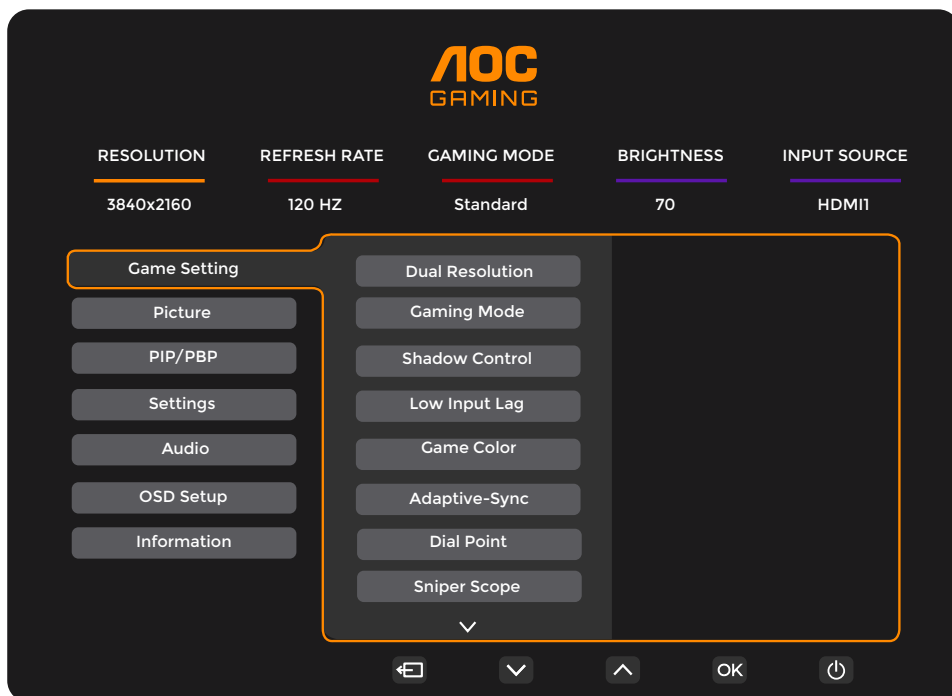 AOC
GAMING
RESOLUTION REFRESH RATE GAMING MODE BRIGHTNESS INPUT SOURCE
3840x2160 120 HZ Standard 70 HDMI1
Game Setting
Picture
PIP/PBP
Settings
Audio
OSD Setup
Information
Dual Resolution
Gaming Mode
Shadow Control
Low Input Lag
Game Color
Adaptive-Sync
Dial Point
Sniper Scope
OK